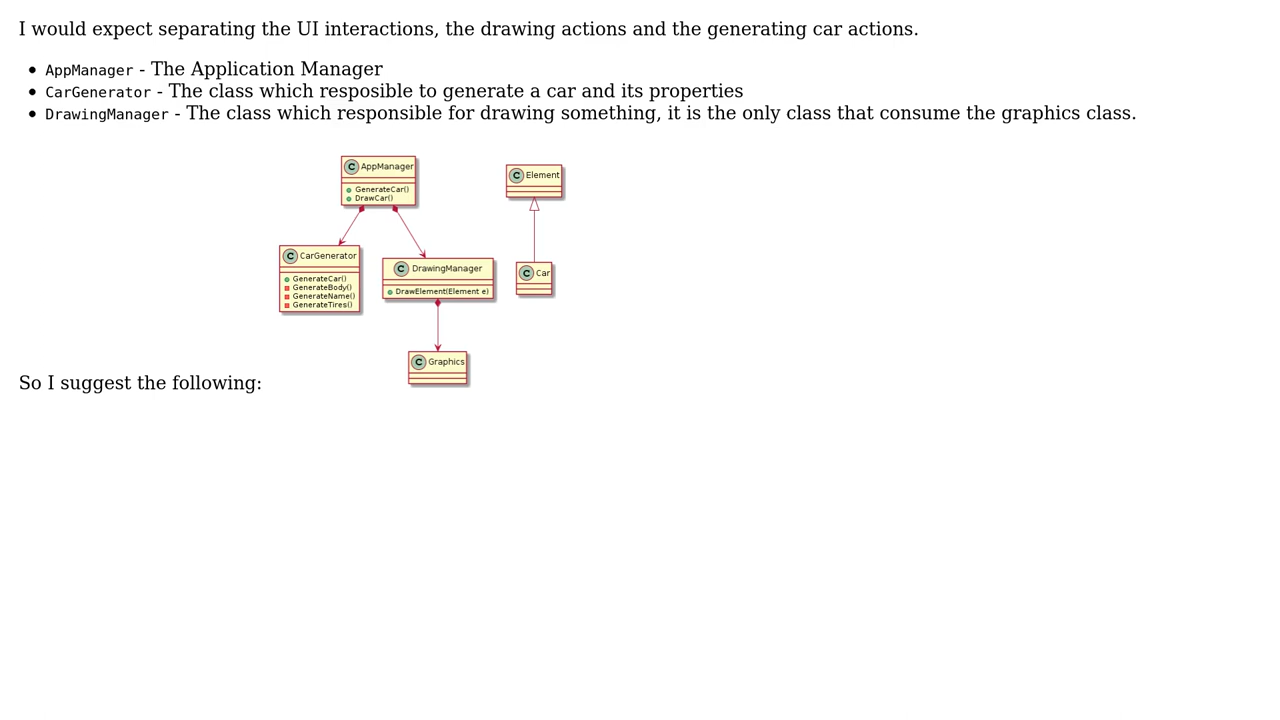 I would expect separating the UI interactions, the drawing actions and the generating car actions.
AppManager - The Application Manager
CarGenerator - The class which resposible to generate a car and its properties
DrawingManager - The class which responsible for drawing something, it is the only class that consume the graphics class.
C AppManager
GenerateCar()
DrawCar()
C Element
C CarGenerator
GenerateCar()
GenerateBody()
GenerateName()
GenerateTires()
C DrawingManager
DrawElement(Element e)
C Car
C Graphics
So I suggest the following: